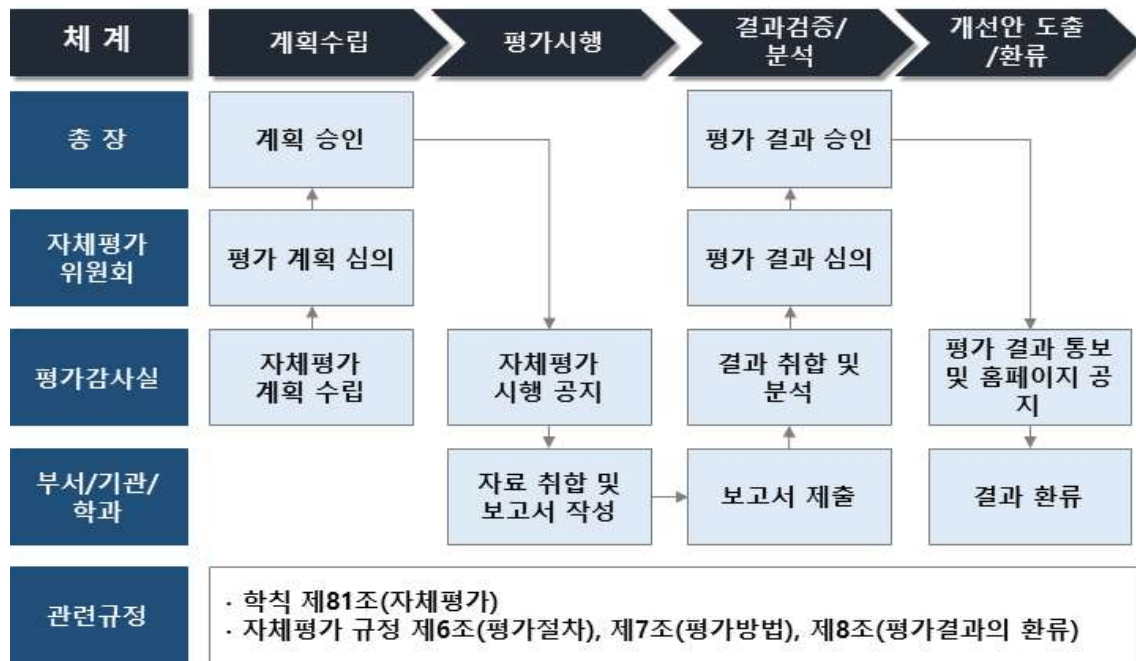 체 계
계획수립
평가시행
결과검증/
분석
개선안 도출
/환류
총 장
계획 승인
평가 결과 승인
자체평가
위원회
평가 계획 심의
평가 결과 심의
평가감사실
자체평가
계획 수립
자체평가
시행 공지
결과 취합 및
분석
평가 결과 통보
및 홈페이지 공
지
부서/기관/
학과
자료 취합 및
보고서 작성
보고서 제출
결과 환류
관련규정
· 학칙 제81조(자체평가)
· 자체평가 규정 제6조(평가절차), 제7조(평가방법), 제8조(평가결과의 환류)